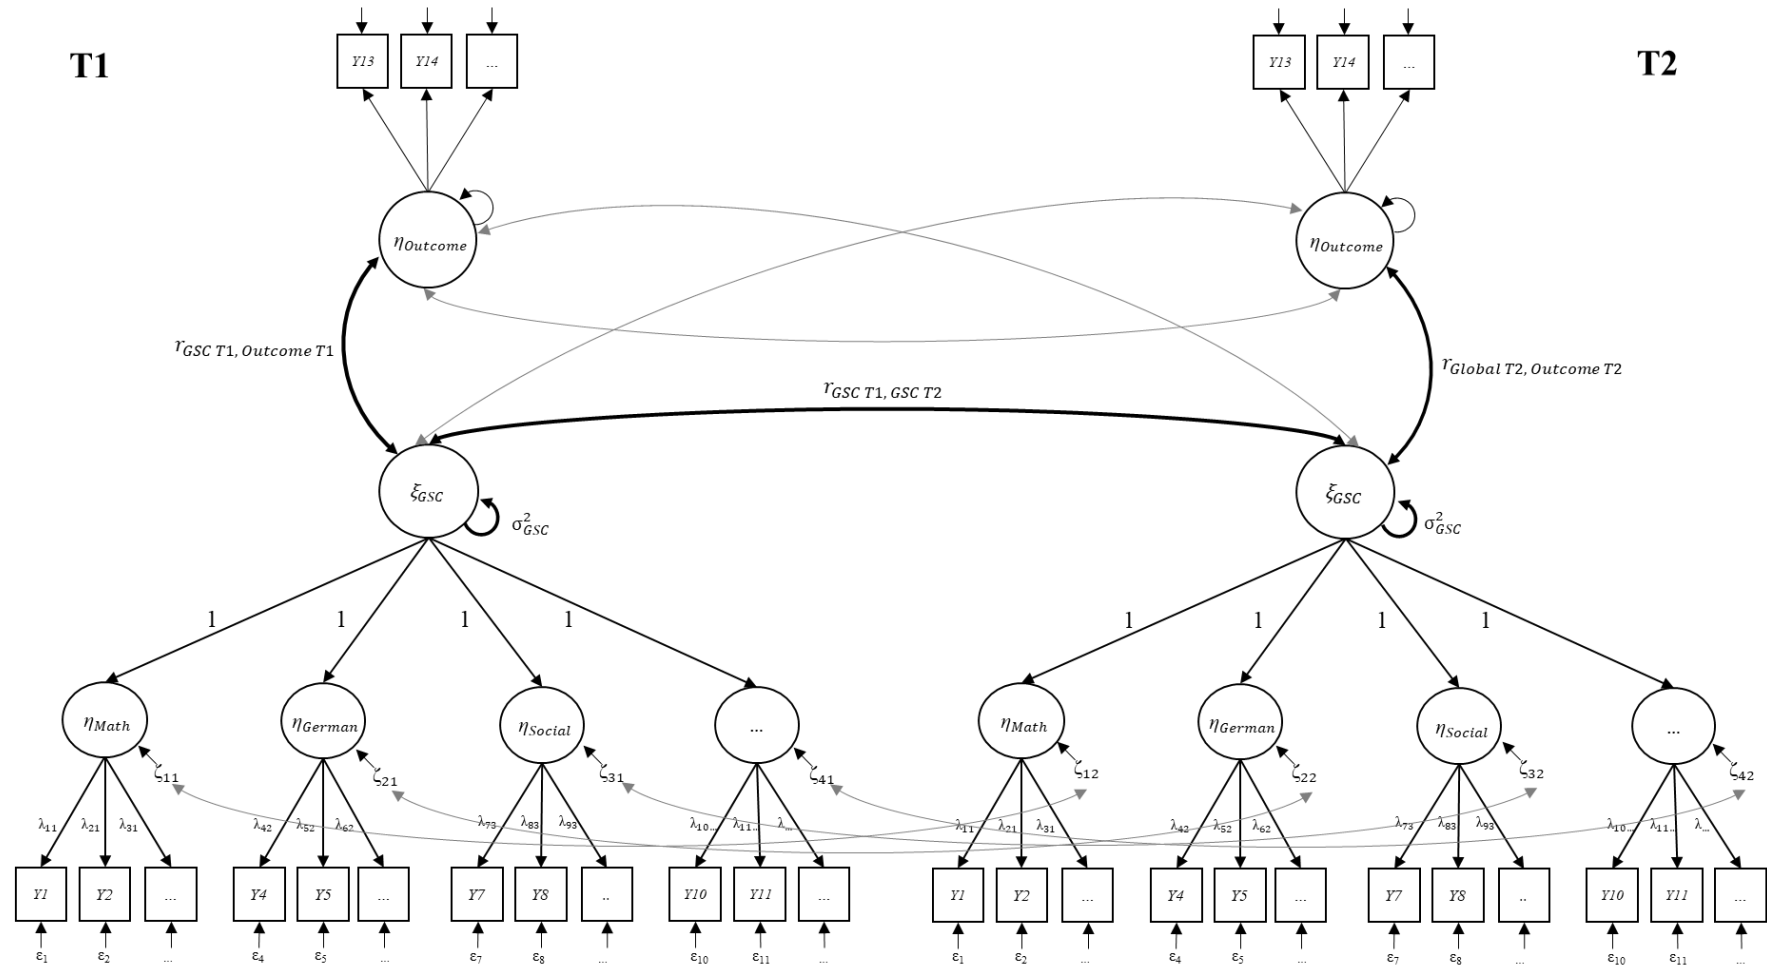 Y13 Y14 ... Y13 Y14 ...
T1 T2
η_Outcome η_Outcome
r_GSC T1, Outcome T1
r_Global T2, Outcome T2
r_GSC T1, GSC T2
ξ_GSC ξ_GSC
σ²_GSC σ²_GSC
1 1 1 1 1 1 1 1
η_Math η_German η_Social ... η_Math η_German η_Social ...
ζ11 ζ21 ζ31 ζ41 ζ12 ζ22 ζ32 ζ42
λ11 λ21 λ31 λ42 λ52 λ62 λ73 λ83 λ93 λ10... λ11... λ... λ11 λ21 λ31 λ42 λ52 λ62 λ73 λ83 λ93 λ10... λ11... λ...
Y1 Y2 ... Y4 Y5 ... Y7 Y8 .. Y10 Y11 ... Y1 Y2 ... Y4 Y5 ... Y7 Y8 .. Y10 Y11 ...
ε1 ε2 ... ε4 ε5 ... ε7 ε8 ... ε10 ε11 ... ε1 ε2 ... ε4 ε5 ... ε7 ε8 ... ε10 ε11 ...